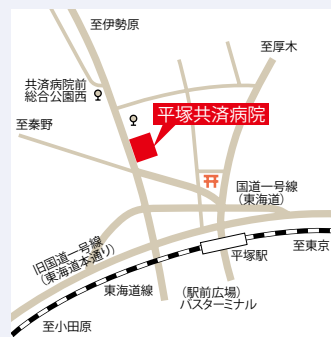 至伊勢原
至厚木
共済病院前
総合公園西
平塚共済病院
至秦野
国道一号線
(東海道)
旧国道一号線
(東海道本通り)
平塚駅
至東京
東海道線
(駅前広場)
バスターミナル
至小田原